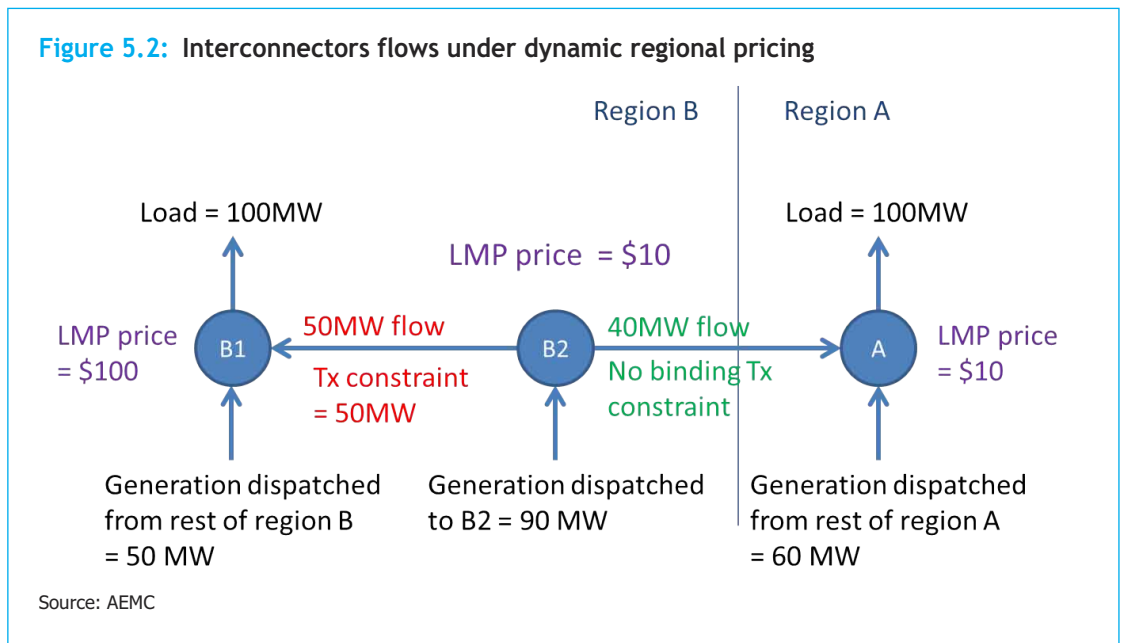 Figure 5.2: Interconnectors flows under dynamic regional pricing
Region B
Region A
Load = 100MW
Load = 100MW
LMP price = $10
LMP price
= $100
B1
50MW flow
Tx constraint
= 50MW
B2
40MW flow
No binding Tx
constraint
A
LMP price
= $10
Generation dispatched
from rest of region B
= 50 MW
Generation dispatched
to B2 = 90 MW
Generation dispatched
from rest of region A
= 60 MW
Source: AEMC